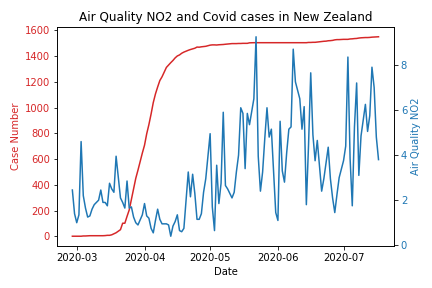 Air Quality NO2 and Covid cases in New Zealand
1600
1400
1200
1000
800
600
400
200
0
Case Number
8
6
4
2
0
Air Quality NO2
2020-03 2020-04 2020-05 2020-06 2020-07
Date